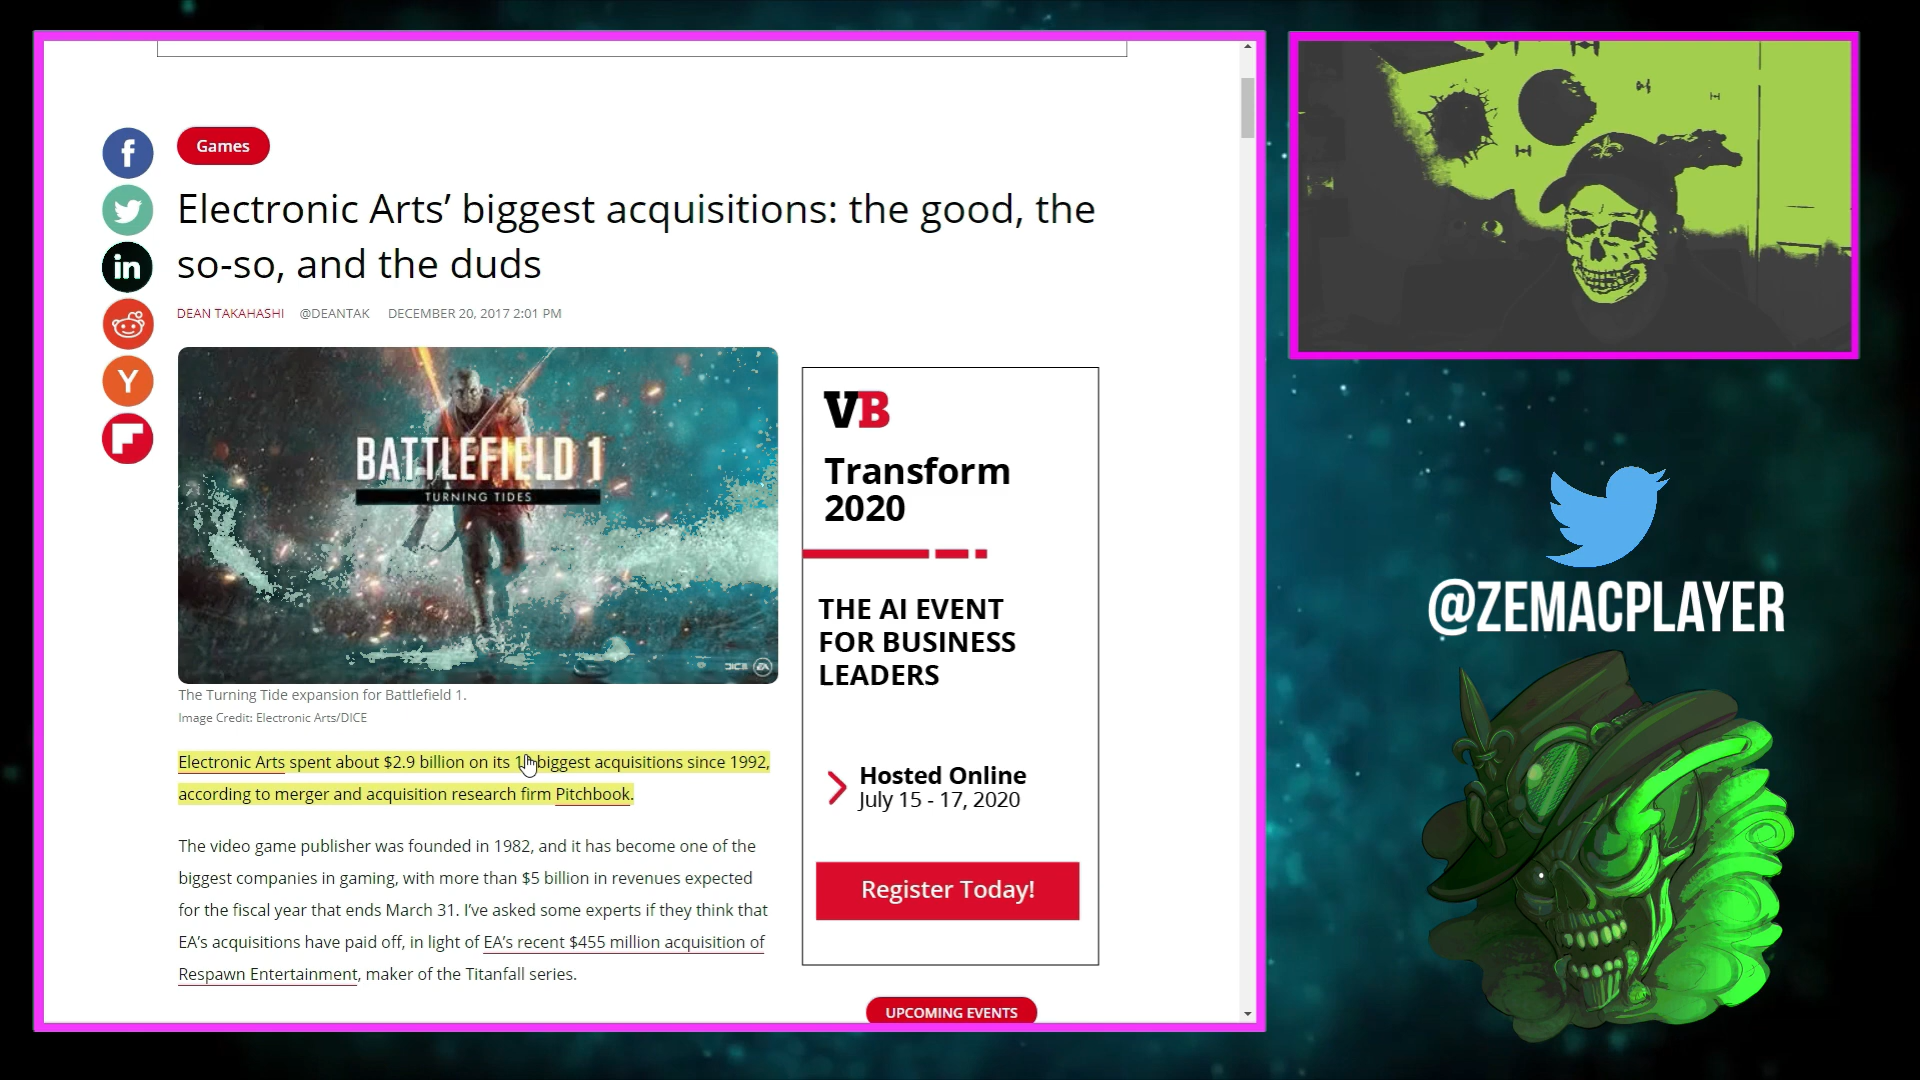 Games
Electronic Arts’ biggest acquisitions: the good, the
so-so, and the duds
DEAN TAKAHASHI @DEANTAK DECEMBER 20, 2017 2:01 PM
BATTLEFIELD 1
TURNING TIDES
DICE EA
The Turning Tide expansion for Battlefield 1.
Image Credit: Electronic Arts/DICE
Electronic Arts spent about $2.9 billion on its biggest acquisitions since 1992,
according to merger and acquisition research firm Pitchbook.
The video game publisher was founded in 1982, and it has become one of the
biggest companies in gaming, with more than $5 billion in revenues expected
for the fiscal year that ends March 31. I’ve asked some experts if they think that
EA’s acquisitions have paid off, in light of EA’s recent $455 million acquisition of
Respawn Entertainment, maker of the Titanfall series.
VB
Transform
2020
THE AI EVENT
FOR BUSINESS
LEADERS
Hosted Online
July 15 - 17, 2020
Register Today!
UPCOMING EVENTS
@ZEMACPLAYER